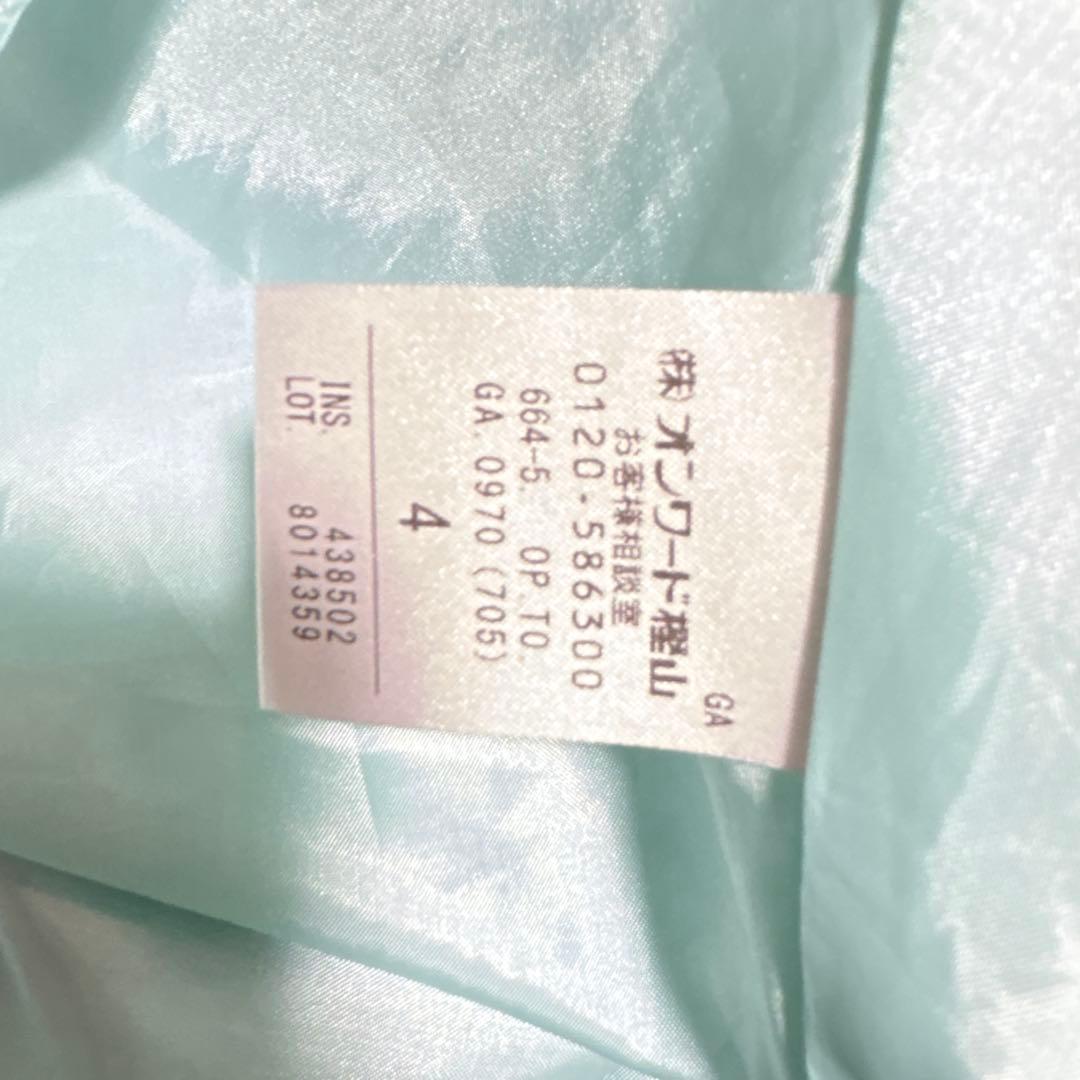 GA
㈱オンワード樫山
お客様相談室
0120-586300
664-5. OP.TO.
GA.0970(705)
4
INS. 438502
LOT. 8014359